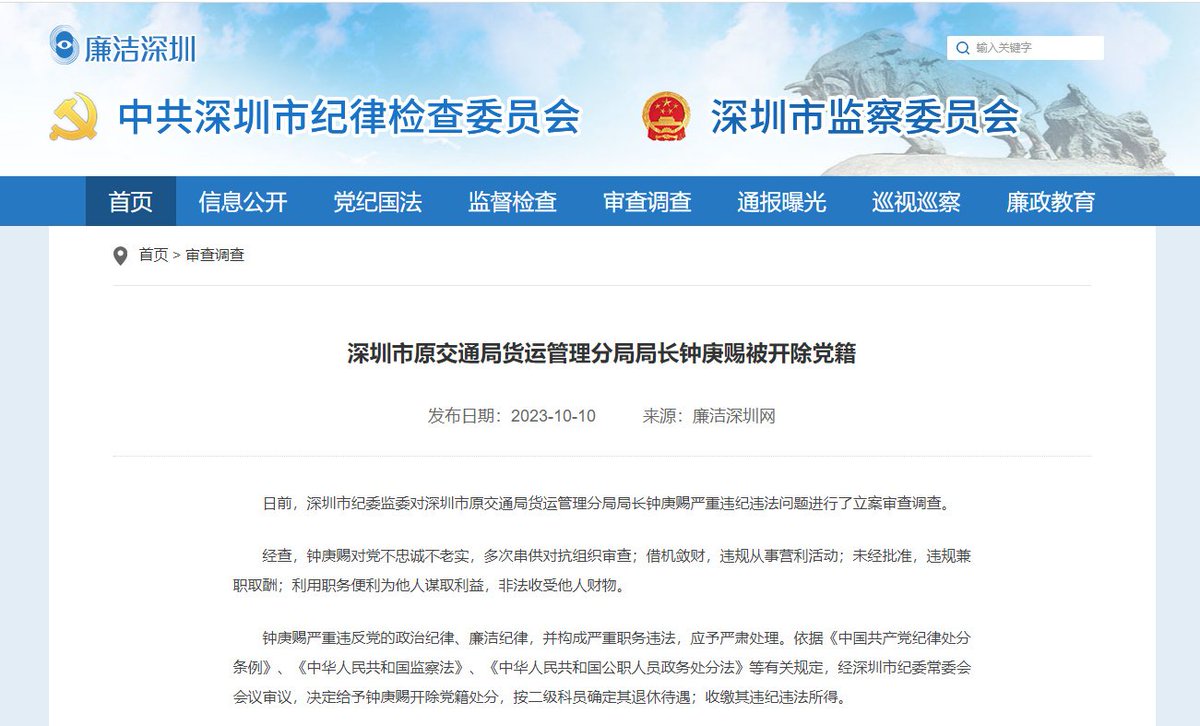 廉洁深圳
输入关键字
中共深圳市纪律检查委员会 深圳市监察委员会
首页 信息公开 党纪国法 监督检查 审查调查 通报曝光 巡视巡察 廉政教育
首页 > 审查调查
深圳市原交通局货运管理分局局长钟庚赐被开除党籍
发布日期：2023-10-10 来源：廉洁深圳网
日前，深圳市纪委监委对深圳市原交通局货运管理分局局长钟庚赐严重违纪违法问题进行了立案审查调查。
经查，钟庚赐对党不忠诚不老实，多次串供对抗组织审查；借机敛财，违规从事营利活动；未经批准，违规兼
职取酬；利用职务便利为他人谋取利益，非法收受他人财物。
钟庚赐严重违反党的政治纪律、廉洁纪律，并构成严重职务违法，应予严肃处理。依据《中国共产党纪律处分
条例》、《中华人民共和国监察法》、《中华人民共和国公职人员政务处分法》等有关规定，经深圳市纪委常委会
会议审议，决定给予钟庚赐开除党籍处分，按二级科员确定其退休待遇；收缴其违纪违法所得。